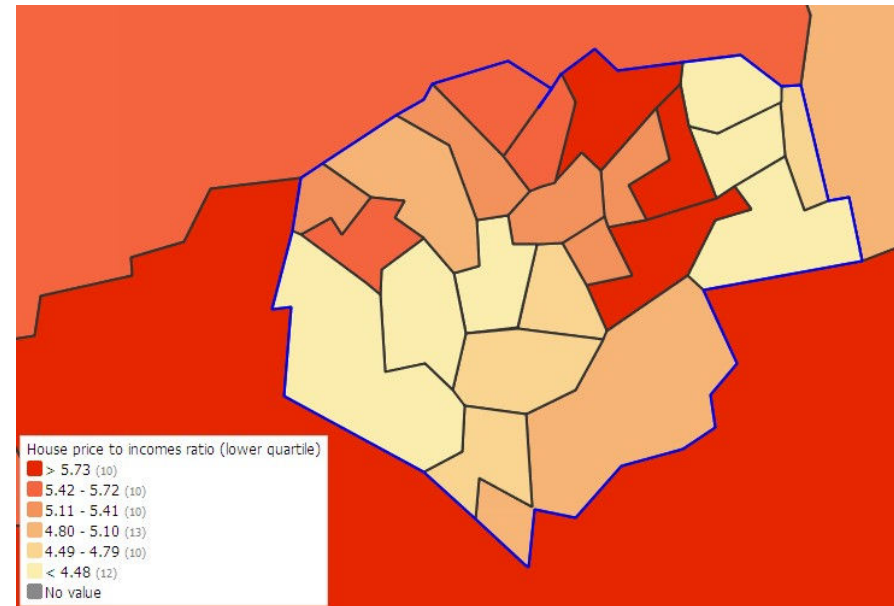 House price to incomes ratio (lower quartile)
> 5.73 (10)
5.42 - 5.72 (10)
5.11 - 5.41 (10)
4.80 - 5.10 (13)
4.49 - 4.79 (10)
< 4.48 (12)
No value